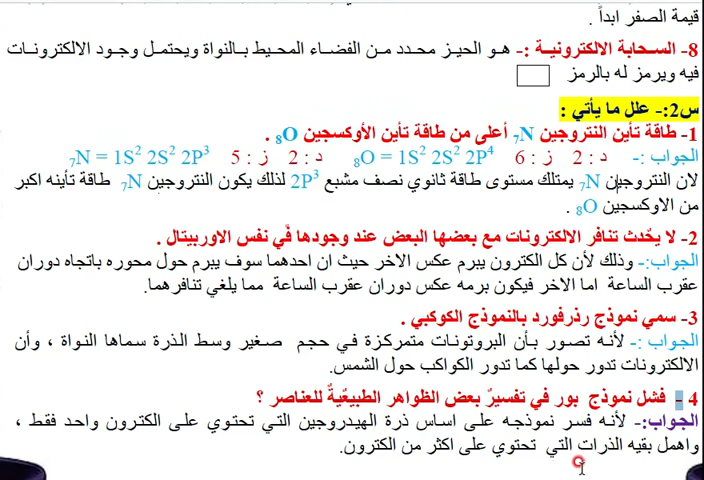 قيمة الصفر ابداً .
8- السحابة الالكترونية :- هو الحيز محدد من الفضاء المحيط بالنواة ويحتمل وجود الالكترونات
فيه ويرمز له بالرمز
س2:- علل ما يأتي :
1- طاقة تأين النتروجين ₇N أعلى من طاقة تأين الأوكسجين ₈O .
الجواب :- د : 2 ز : 6 ₈O = 1S² 2S² 2P⁴ د : 2 ز : 5 ₇N = 1S² 2S² 2P³
لان النتروجين ₇N يمتلك مستوى طاقة ثانوي نصف مشبع 2P³ لذلك يكون النتروجين ₇N طاقة تأينه اكبر
من الاوكسجين ₈O .
2- لا يحُدث تنافر الالكترونات مع بعضها البعض عند وجودها في نفس الاوربيتال .
الجواب:- وذلك لأن كل الكترون يبرم عكس الاخر حيث ان احدهما سوف يبرم حول محوره باتجاه دوران
عقرب الساعة اما الاخر فيكون برمه عكس دوران عقرب الساعة مما يلغي تنافرهما.
3- سمي نموذج رذرفورد بالنموذج الكوكبي .
الجواب :- لأنه تصور بأن البروتونات متمركزة في حجم صغير وسط الذرة سماها النواة ، وأن
الالكترونات تدور حولها كما تدور الكواكب حول الشمس.
4 - فشل نموذج بور في تفسيرُ بعض الظواهر الطبيعُيةُ للعناصر ؟
الجواب:- لأنه فسر نموذجه على اساس ذرة الهيدروجين التي تحتوي على الكترون واحد فقط ،
واهمل بقيه الذرات التي تحتوي على اكثر من الكترون.